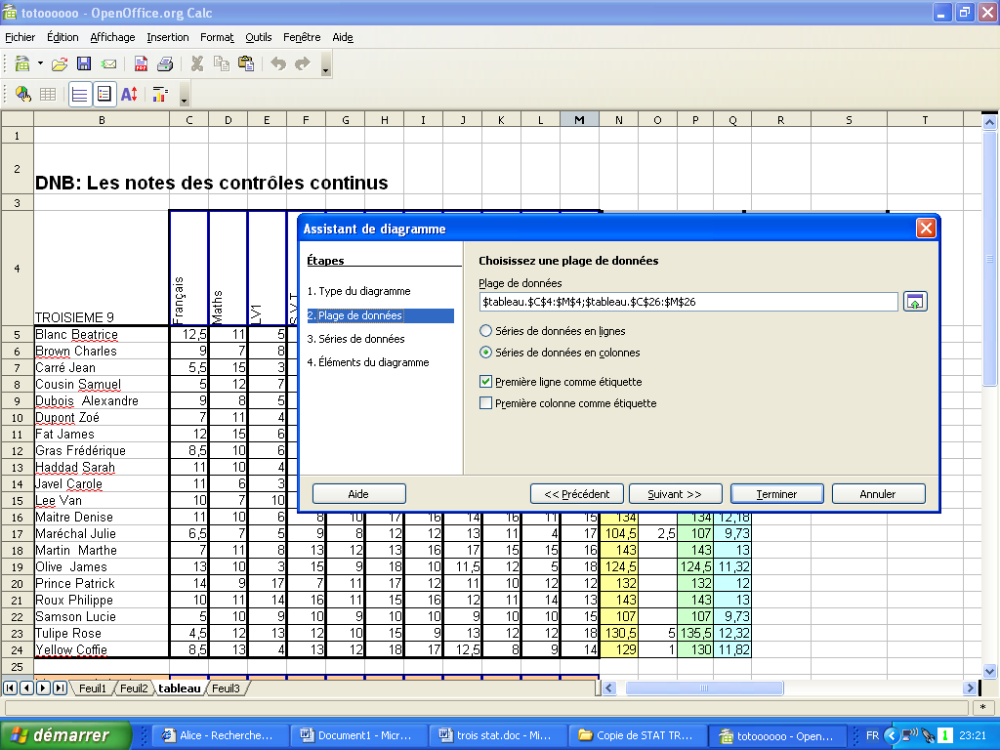 totoooooo - OpenOffice.org Calc
Fichier Édition Affichage Insertion Format Outils Fenêtre Aide
B C D E F G H I J K L M N O P Q R S T
1
2 DNB: Les notes des contrôles continus
3
4 TROISIEME 9 Français Maths LV1 S.V.T
Assistant de diagramme
Étapes
1. Type du diagramme
2. Plage de données
3. Séries de données
4. Éléments du diagramme
Choisissez une plage de données
Plage de données
$tableau.$C$4:$M$4;$tableau.$C$26:$M$26
Séries de données en lignes
Séries de données en colonnes
Première ligne comme étiquette
Première colonne comme étiquette
Aide << Précédent Suivant >> Terminer Annuler
5 Blanc Beatrice 12,5 11 5
6 Brown Charles 9 7 8
7 Carré Jean 5,5 15 3
8 Cousin Samuel 5 12 7
9 Dubois Alexandre 9 8 5
10 Dupont Zoé 7 11 4
11 Fat James 12 15 6
12 Gras Frédérique 8,5 10 6
13 Haddad Sarah 11 10 4
14 Javel Carole 11 6 3
15 Lee Van 10 7 10
16 Maitre Denise 11 10 6 8 10 17 16 14 16 11 15 134 134 12,18
17 Maréchal Julie 6,5 7 5 9 8 12 12 13 11 4 17 104,5 2,5 107 9,73
18 Martin Marthe 7 11 8 13 12 13 16 17 15 15 16 143 143 13
19 Olive James 13 10 3 15 9 18 10 11,5 12 5 18 124,5 124,5 11,32
20 Prince Patrick 14 9 17 7 11 17 12 11 10 12 12 132 132 12
21 Roux Philippe 10 11 14 16 11 15 16 12 11 14 13 143 143 13
22 Samson Lucie 5 10 9 10 9 10 10 9 10 10 15 107 107 9,73
23 Tulipe Rose 4,5 12 13 12 10 15 9 13 12 12 18 130,5 5 135,5 12,32
24 Yellow Coffie 8,5 13 4 13 12 18 17 12,5 8 9 14 129 1 130 11,82
25
Feuil1 Feuil2 tableau Feuil3
*
démarrer Alice - Recherche... Document1 - Micr... trois stat.doc - Mi... Copie de STAT TR... totoooooo - Open... FR 1 23:21